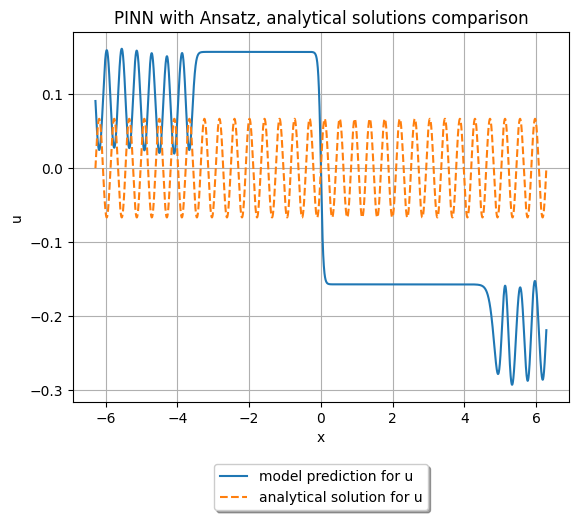 PINN with Ansatz, analytical solutions comparison
0.1
0.0
−0.1
−0.2
−0.3
u
−6
−4
−2
0
2
4
6
x
model prediction for u
analytical solution for u